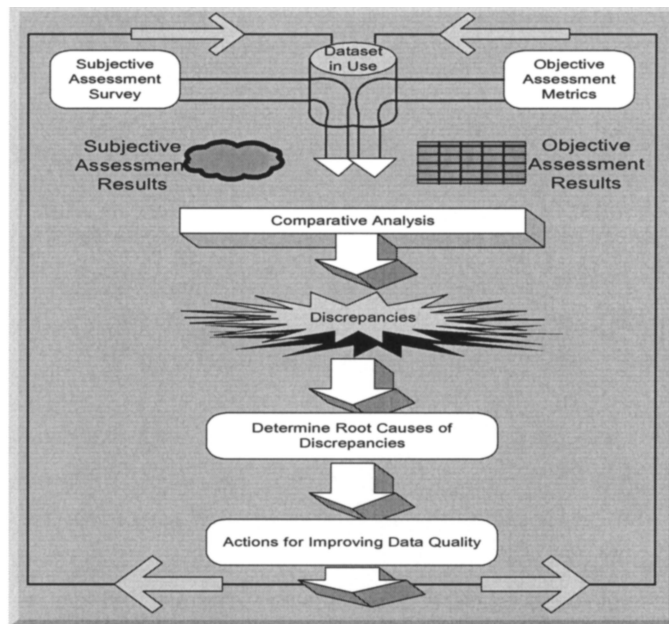 Dataset
in Use
Subjective
Assessment
Survey
Objective
Assessment
Metrics
Subjective
Assessment
Results
Objective
Assessment
Results
Comparative Analysis
Discrepancies
Determine Root Causes of
Discrepancies
Actions for Improving Data Quality